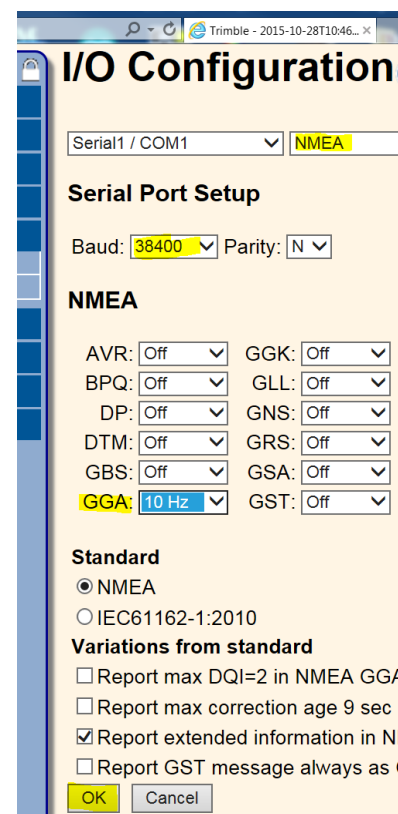 Trimble - 2015-10-28T10:46... ×
I/O Configuration
Serial1 / COM1 NMEA
Serial Port Setup
Baud: 38400 Parity: N
NMEA
AVR: Off GGK: Off
BPQ: Off GLL: Off
DP: Off GNS: Off
DTM: Off GRS: Off
GBS: Off GSA: Off
GGA: 10 Hz GST: Off
Standard
NMEA
IEC61162-1:2010
Variations from standard
Report max DQI=2 in NMEA GGA
Report max correction age 9 sec
Report extended information in N
Report GST message always as
OK Cancel